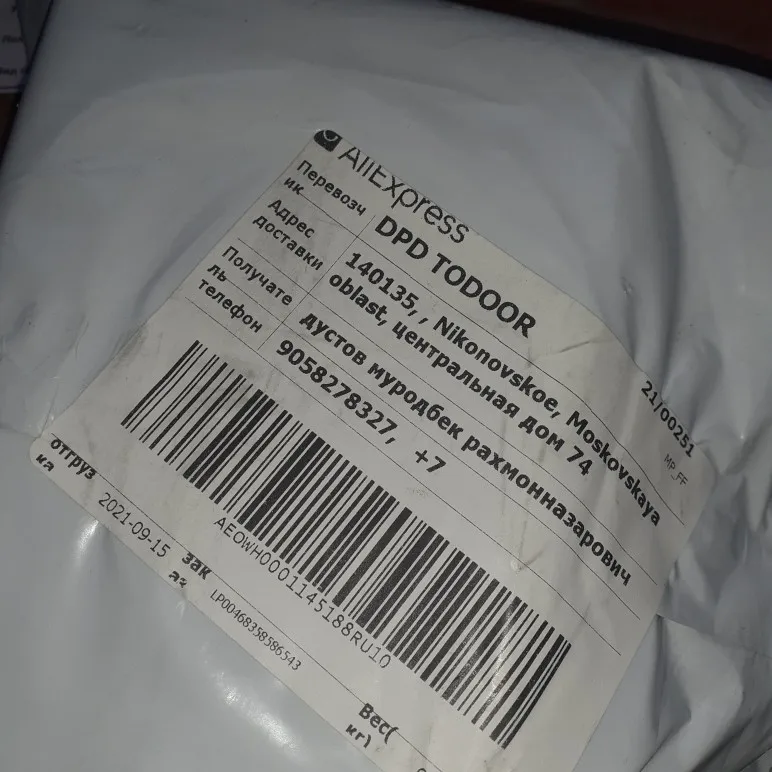 AliExpress
Перевозч
ик
DPD TODOOR
21/00251
MP_FF
Адрес
доставки
140135, , Nikonovskoe, Moskovskaya
oblast, центральная дом 74
Получате
ль
дустов муродбек рахмонназарович
телефон
9058278327, +7
AEOWH0001145188RU10
отгруз
ка
2021-09-15
зак
аз
LP00468358586543
Вес(
кг)